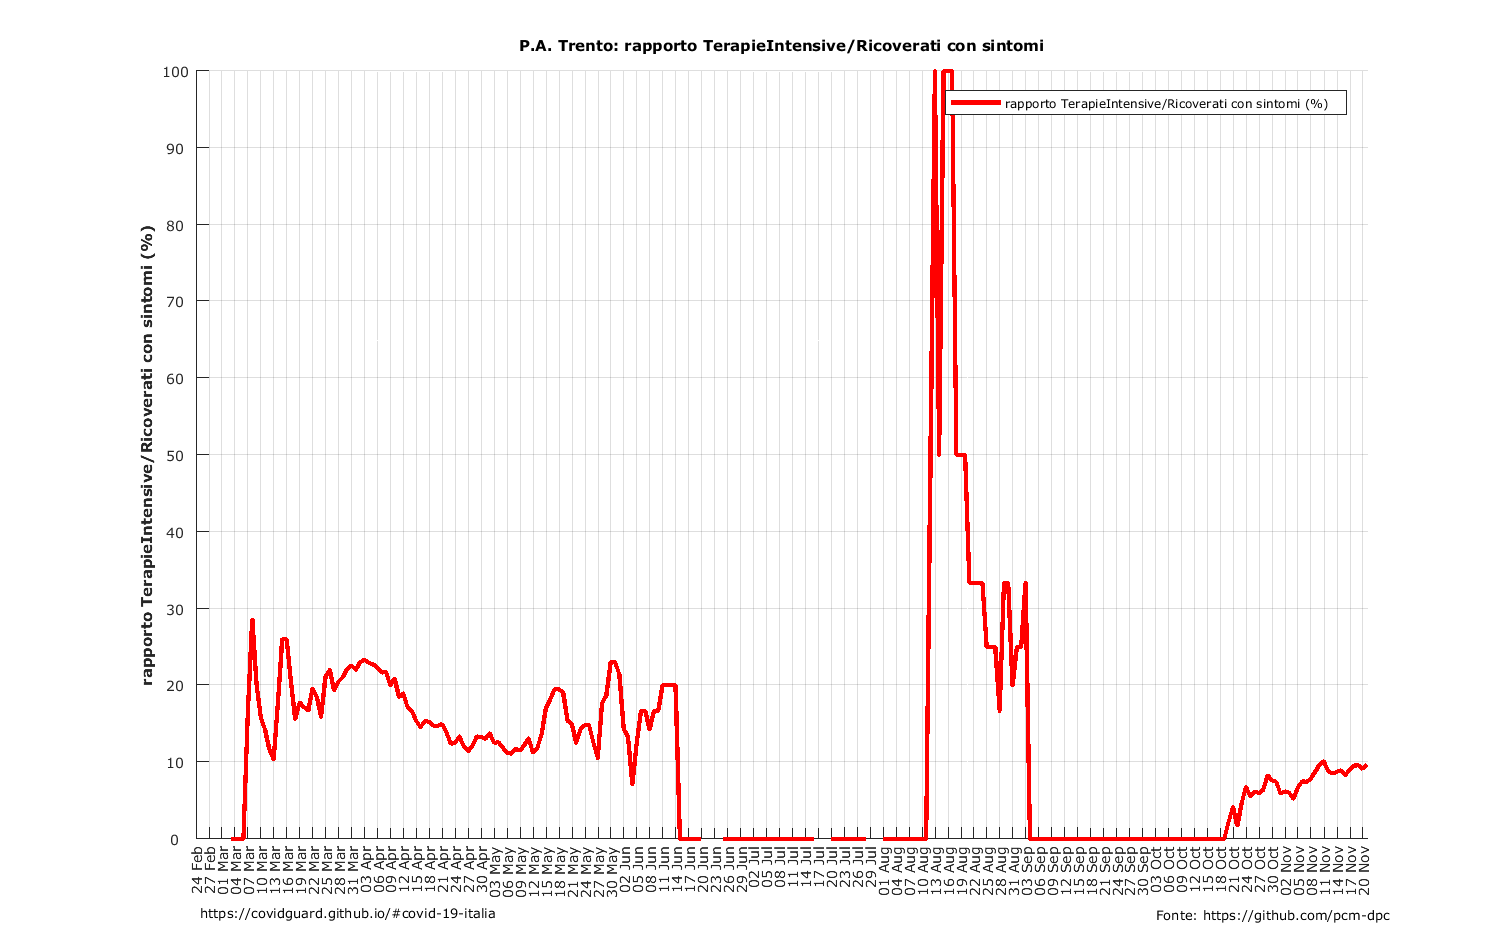 P.A. Trento: rapporto TerapieIntensive/Ricoverati con sintomi
rapporto TerapieIntensive/Ricoverati con sintomi (%)
rapporto TerapieIntensive/Ricoverati con sintomi (%)
100
90
80
70
60
50
40
30
20
10
0
24 Feb
27 Feb
01 Mar
04 Mar
07 Mar
10 Mar
13 Mar
16 Mar
19 Mar
22 Mar
25 Mar
28 Mar
31 Mar
03 Apr
06 Apr
09 Apr
12 Apr
15 Apr
18 Apr
21 Apr
24 Apr
27 Apr
30 Apr
03 May
06 May
09 May
12 May
15 May
18 May
21 May
24 May
27 May
30 May
02 Jun
05 Jun
08 Jun
11 Jun
14 Jun
17 Jun
20 Jun
23 Jun
26 Jun
29 Jun
02 Jul
05 Jul
08 Jul
11 Jul
14 Jul
17 Jul
20 Jul
23 Jul
26 Jul
29 Jul
01 Aug
04 Aug
07 Aug
10 Aug
13 Aug
16 Aug
19 Aug
22 Aug
25 Aug
28 Aug
31 Aug
03 Sep
06 Sep
09 Sep
12 Sep
15 Sep
18 Sep
21 Sep
24 Sep
27 Sep
30 Sep
03 Oct
06 Oct
09 Oct
12 Oct
15 Oct
18 Oct
21 Oct
24 Oct
27 Oct
30 Oct
02 Nov
05 Nov
08 Nov
11 Nov
14 Nov
17 Nov
20 Nov
https://covidguard.github.io/#covid-19-italia
Fonte: https://github.com/pcm-dpc